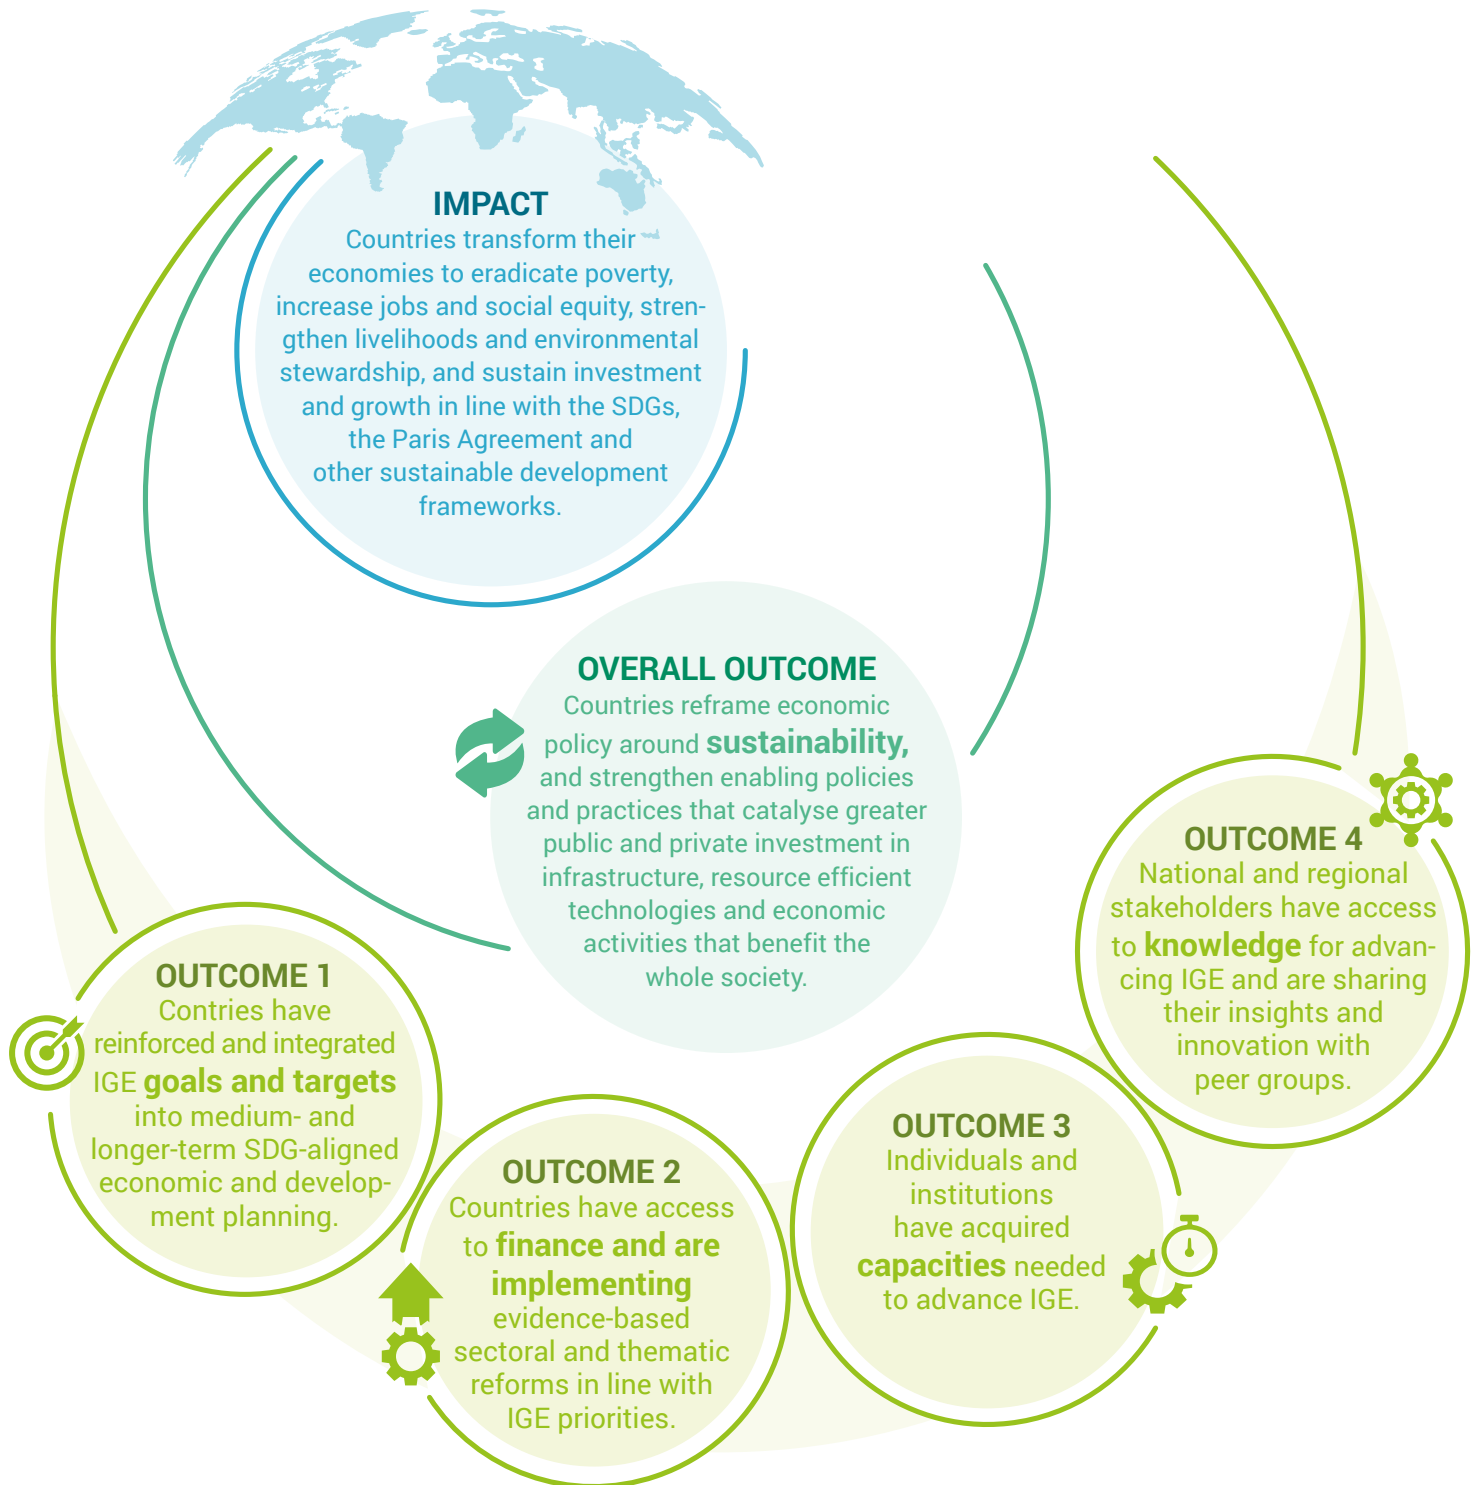 IMPACT
Countries transform their
economies to eradicate poverty,
increase jobs and social equity, stren-
gthen livelihoods and environmental
stewardship, and sustain investment
and growth in line with the SDGs,
the Paris Agreement and
other sustainable development
frameworks.
OVERALL OUTCOME
Countries reframe economic
policy around sustainability,
and strengthen enabling policies
and practices that catalyse greater
public and private investment in
infrastructure, resource efficient
technologies and economic
activities that benefit the
whole society.
OUTCOME 1
Contries have
reinforced and integrated
IGE goals and targets
into medium- and
longer-term SDG-aligned
economic and develop-
ment planning.
OUTCOME 2
Countries have access
to finance and are
implementing
evidence-based
sectoral and thematic
reforms in line with
IGE priorities.
OUTCOME 3
Individuals and
institutions
have acquired
capacities needed
to advance IGE.
OUTCOME 4
National and regional
stakeholders have access
to knowledge for advan-
cing IGE and are sharing
their insights and
innovation with
peer groups.